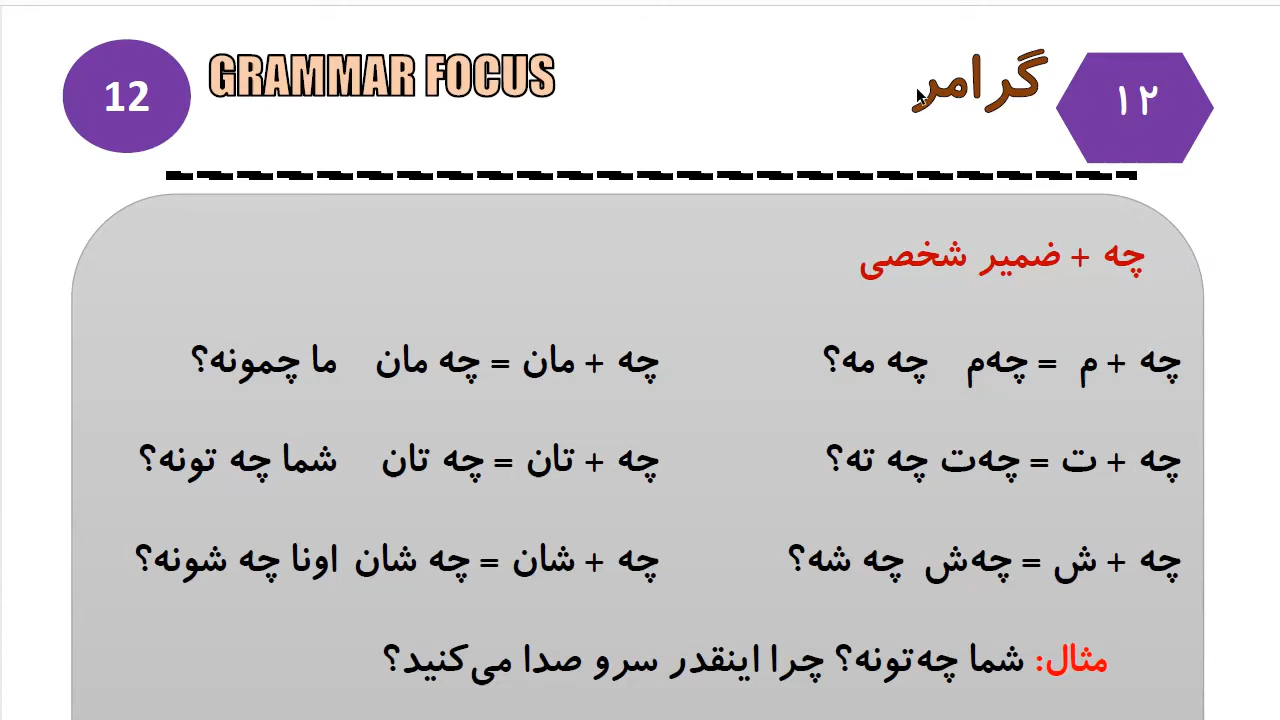 12 GRAMMAR FOCUS گرامر ۱۲
چه + ضمیر شخصی
چه + م = چه‌م چه مه؟ چه + مان = چه مان ما چمونه؟
چه + ت = چه‌ت چه ته؟ چه + تان = چه تان شما چه تونه؟
چه + ش = چه‌ش چه شه؟ چه + شان = چه شان اونا چه شونه؟
مثال: شما چه‌تونه؟ چرا اینقدر سرو صدا می‌کنید؟